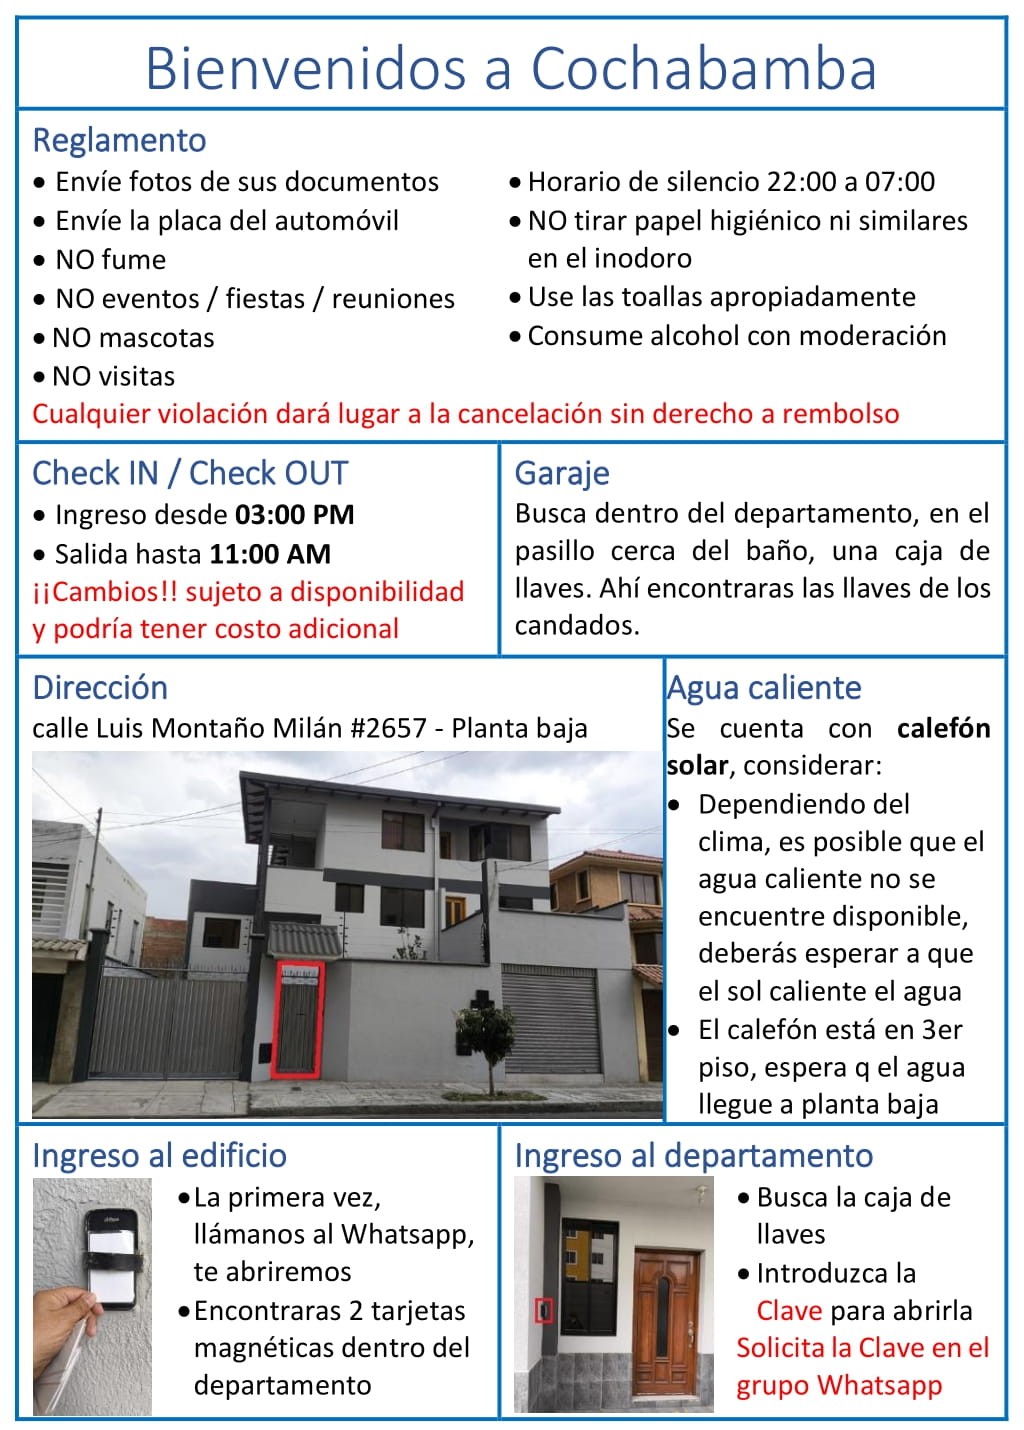 Bienvenidos a Cochabamba
Reglamento
• Envíe fotos de sus documentos
• Envíe la placa del automóvil
• NO fume
• NO eventos / fiestas / reuniones
• NO mascotas
• NO visitas
• Horario de silencio 22:00 a 07:00
• NO tirar papel higiénico ni similares
en el inodoro
• Use las toallas apropiadamente
• Consume alcohol con moderación
Cualquier violación dará lugar a la cancelación sin derecho a rembolso
Check IN / Check OUT
• Ingreso desde 03:00 PM
• Salida hasta 11:00 AM
¡¡Cambios!! sujeto a disponibilidad
y podría tener costo adicional
Garaje
Busca dentro del departamento, en el
pasillo cerca del baño, una caja de
llaves. Ahí encontraras las llaves de los
candados.
Dirección
calle Luis Montaño Milán #2657 - Planta baja
Agua caliente
Se cuenta con calefón
solar, considerar:
• Dependiendo del
clima, es posible que el
agua caliente no se
encuentre disponible,
deberás esperar a que
el sol caliente el agua
• El calefón está en 3er
piso, espera q el agua
llegue a planta baja
Ingreso al edificio
• La primera vez,
llámanos al Whatsapp,
te abriremos
• Encontraras 2 tarjetas
magnéticas dentro del
departamento
Ingreso al departamento
• Busca la caja de
llaves
• Introduzca la
Clave para abrirla
Solicita la Clave en el
grupo Whatsapp